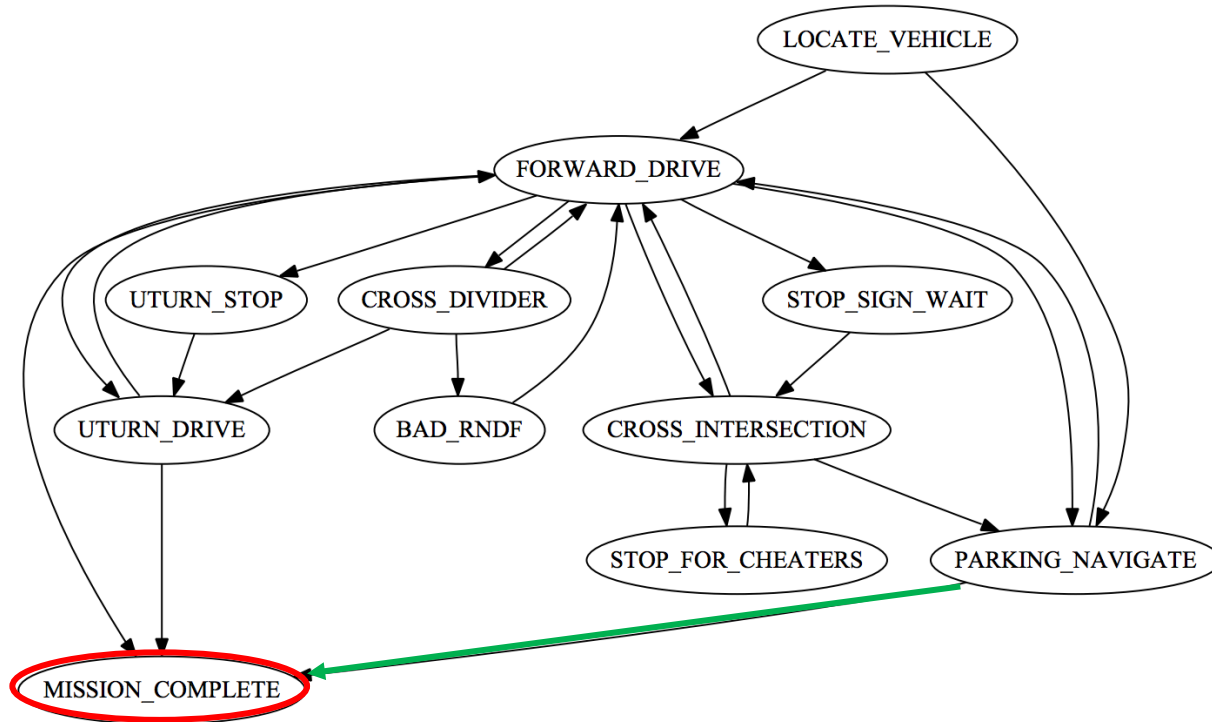 LOCATE_VEHICLE
FORWARD_DRIVE
UTURN_STOP
CROSS_DIVIDER
STOP_SIGN_WAIT
UTURN_DRIVE
BAD_RNDF
CROSS_INTERSECTION
STOP_FOR_CHEATERS
PARKING_NAVIGATE
MISSION_COMPLETE